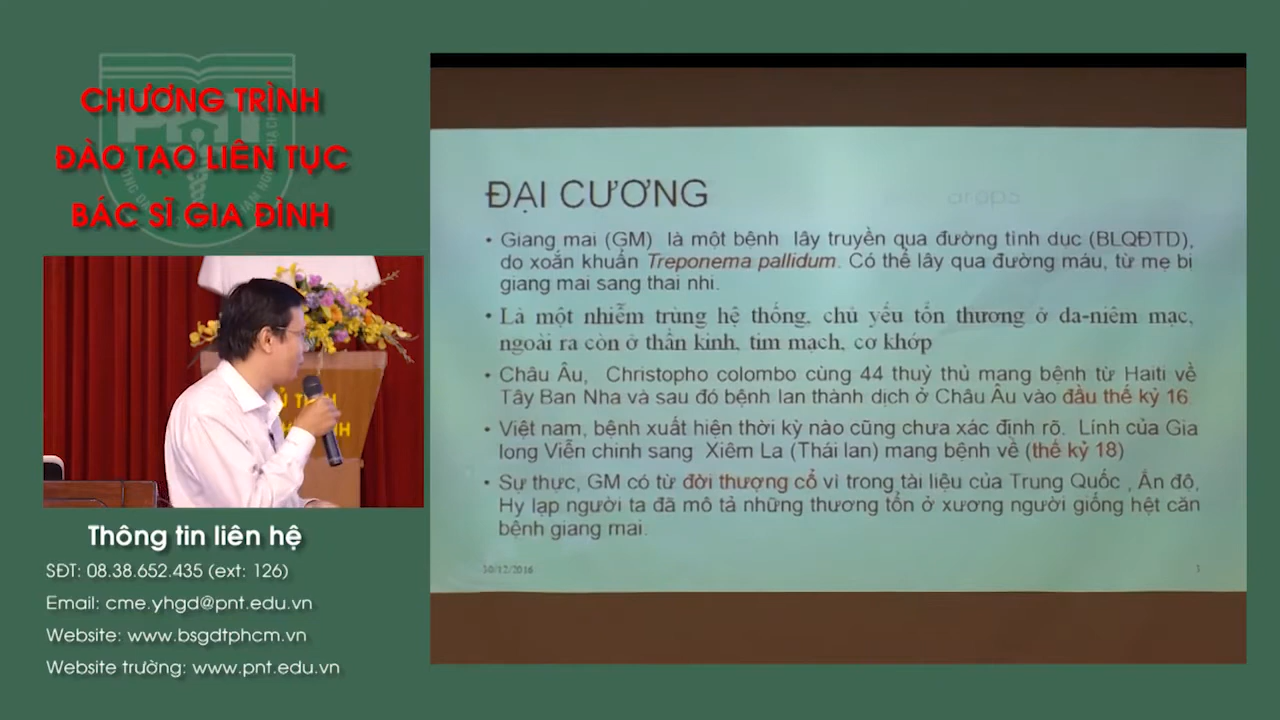 CHƯƠNG TRÌNH
ĐÀO TẠO LIÊN TỤC
BÁC SĨ GIA ĐÌNH
Thông tin liên hệ
SĐT: 08.38.652.435 (ext: 126)
Email: cme.yhgd@pnt.edu.vn
Website: www.bsgdtphcm.vn
Website trường: www.pnt.edu.vn
ĐẠI CƯƠNG
• Giang mai (GM) là một bệnh lây truyền qua đường tình dục (BLQĐTD),
do xoắn khuẩn Treponema pallidum. Có thể lây qua đường máu, từ mẹ bị
giang mai sang thai nhi.
• Là một nhiễm trùng hệ thống, chủ yếu tổn thương ở da-niêm mạc,
ngoài ra còn ở thần kinh, tim mạch, cơ khớp
• Châu Âu, Christopho colombo cùng 44 thuỷ thủ mang bệnh từ Haiti về
Tây Ban Nha và sau đó bệnh lan thành dịch ở Châu Âu vào đầu thế kỷ 16.
• Việt nam, bệnh xuất hiện thời kỳ nào cũng chưa xác định rõ. Lính của Gia
long Viễn chinh sang Xiêm La (Thái lan) mang bệnh về (thế kỷ 18)
• Sự thực, GM có từ đời thượng cổ vì trong tài liệu của Trung Quốc , Ấn độ,
Hy lạp người ta đã mô tả những thương tổn ở xương người giống hệt căn
bệnh giang mai.
30/12/2016